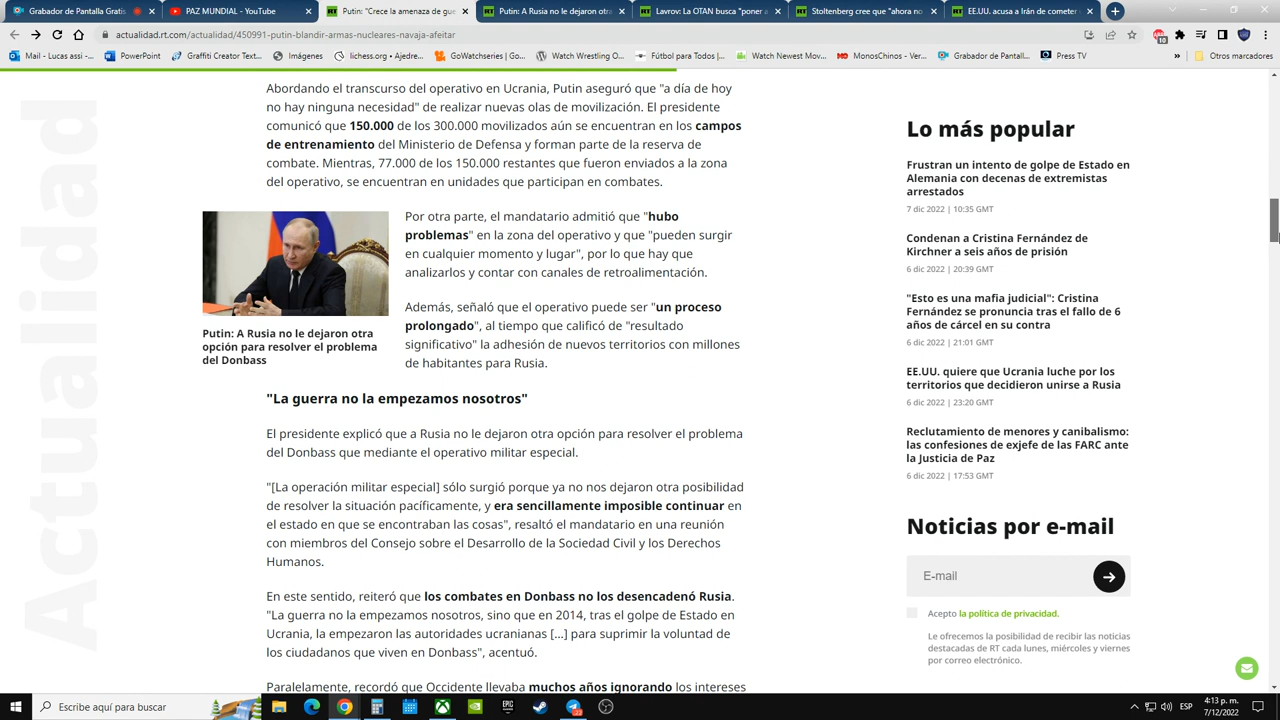 Grabador de Pantalla Gratis
PAZ MUNDIAL - YouTube
Putin: "Crece la amenaza de gue
Putin: A Rusia no le dejaron otra
Lavrov: La OTAN busca "poner a
Stoltenberg cree que "ahora no
EE.UU. acusa a Irán de cometer
actualidad.rt.com/actualidad/450991-putin-blandir-armas-nucleares-navaja-afeitar
10
Mail - Lucas assi -...
PowerPoint
Graffiti Creator Text...
Imágenes
lichess.org • Ajedre...
GoWatchseries | Go...
Watch Wrestling O...
Fútbol para Todos |...
Watch Newest Mov...
MonosChinos - Ver...
Grabador de Pantall...
Press TV
»
Otros marcadores
Actualidad
Abordando el transcurso del operativo en Ucrania, Putin aseguró que "a día de hoy
no hay ninguna necesidad" de realizar nuevas olas de movilización. El presidente
comunicó que 150.000 de los 300.000 movilizados aún se encuentran en los campos
de entrenamiento del Ministerio de Defensa y forman parte de la reserva de
combate. Mientras, 77.000 de los 150.000 restantes que fueron enviados a la zona
del operativo, se encuentran en unidades que participan en combates.
Putin: A Rusia no le dejaron otra
opción para resolver el problema
del Donbass
Por otra parte, el mandatario admitió que "hubo
problemas" en la zona del operativo y que "pueden surgir
en cualquier momento y lugar", por lo que hay que
analizarlos y contar con canales de retroalimentación.
Además, señaló que el operativo puede ser "un proceso
prolongado", al tiempo que calificó de "resultado
significativo" la adhesión de nuevos territorios con millones
de habitantes para Rusia.
"La guerra no la empezamos nosotros"
El presidente explicó que a Rusia no le dejaron otra opción para resolver el problema
del Donbass que mediante el operativo militar especial.
"[La operación militar especial] sólo surgió porque ya no nos dejaron otra posibilidad
de resolver la situación pacíficamente, y era sencillamente imposible continuar en
el estado en que se encontraban las cosas", resaltó el mandatario en una reunión
con miembros del Consejo sobre el Desarrollo de la Sociedad Civil y los Derechos
Humanos.
En este sentido, reiteró que los combates en Donbass no los desencadenó Rusia.
"La guerra no la empezamos nosotros, sino que en 2014, tras el golpe de Estado en
Ucrania, la empezaron las autoridades ucranianas [...] para suprimir la voluntad de
los ciudadanos que viven en Donbass", acentuó.
Paralelamente, recordó que Occidente llevaba muchos años ignorando los intereses
Lo más popular
Frustran un intento de golpe de Estado en
Alemania con decenas de extremistas
arrestados
7 dic 2022 | 10:35 GMT
Condenan a Cristina Fernández de
Kirchner a seis años de prisión
6 dic 2022 | 20:39 GMT
"Esto es una mafia judicial": Cristina
Fernández se pronuncia tras el fallo de 6
años de cárcel en su contra
6 dic 2022 | 21:01 GMT
EE.UU. quiere que Ucrania luche por los
territorios que decidieron unirse a Rusia
6 dic 2022 | 23:20 GMT
Reclutamiento de menores y canibalismo:
las confesiones de exjefe de las FARC ante
la Justicia de Paz
6 dic 2022 | 17:53 GMT
Noticias por e-mail
E-mail
Acepto la política de privacidad.
Le ofrecemos la posibilidad de recibir las noticias
destacadas de RT cada lunes, miércoles y viernes
por correo electrónico.
Escribe aquí para buscar
EPIC
ESP
4:13 p. m.
7/12/2022